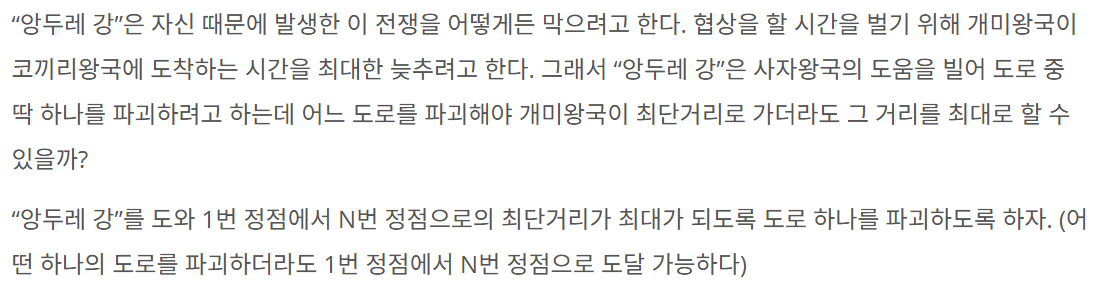 “앙두레 강”은 자신 때문에 발생한 이 전쟁을 어떻게든 막으려고 한다. 협상을 할 시간을 벌기 위해 개미왕국이
코끼리왕국에 도착하는 시간을 최대한 늦추려고 한다. 그래서 “앙두레 강”은 사자왕국의 도움을 빌어 도로 중
딱 하나를 파괴하려고 하는데 어느 도로를 파괴해야 개미왕국이 최단거리로 가더라도 그 거리를 최대로 할 수
있을까?
“앙두레 강”를 도와 1번 정점에서 N번 정점으로의 최단거리가 최대가 되도록 도로 하나를 파괴하도록 하자. (어
떤 하나의 도로를 파괴하더라도 1번 정점에서 N번 정점으로 도달 가능하다)